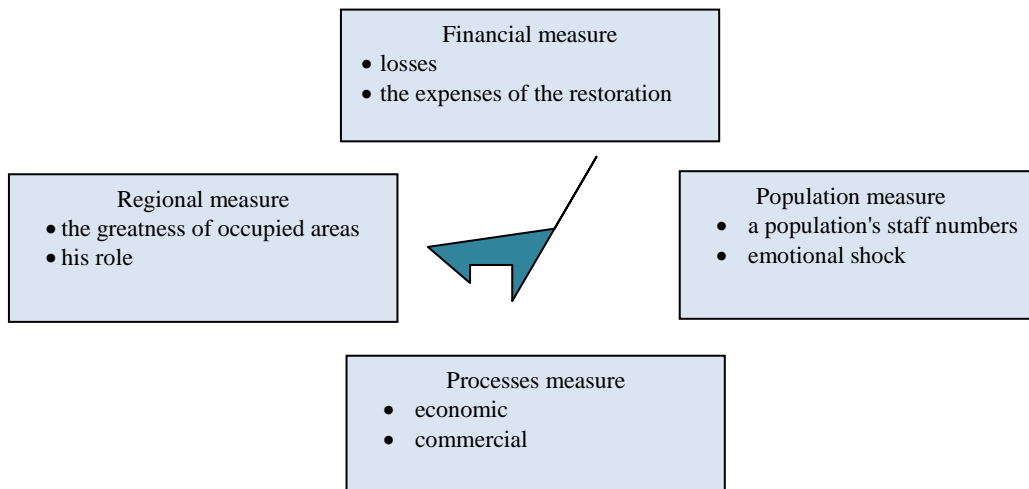 Financial measure
• losses
• the expenses of the restoration
Regional measure
• the greatness of occupied areas
• his role
Population measure
• a population's staff numbers
• emotional shock
Processes measure
• economic
• commercial